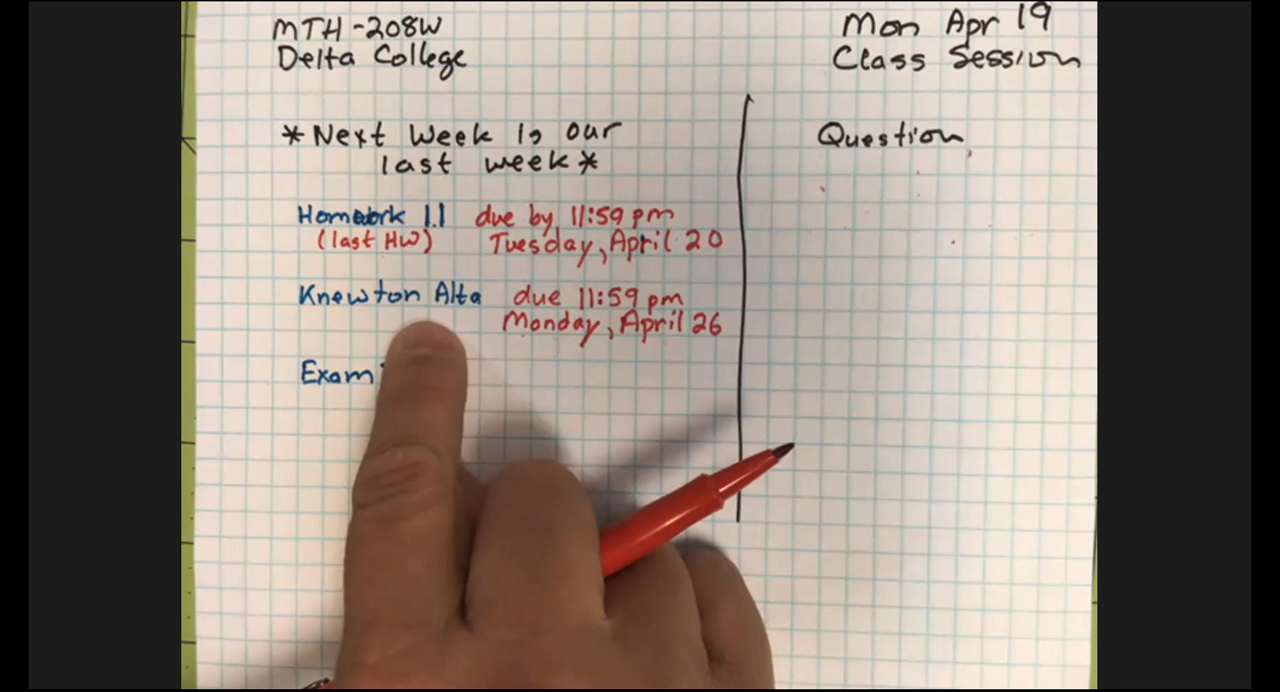 MTH-208W
Delta College
Mon Apr 19
Class Session
*Next Week is our
last week*
Homework 11 due by 11:59 pm
(last HW) Tuesday, April 20
Knewton Alta due 11:59 pm
Monday, April 26
Exam
Question